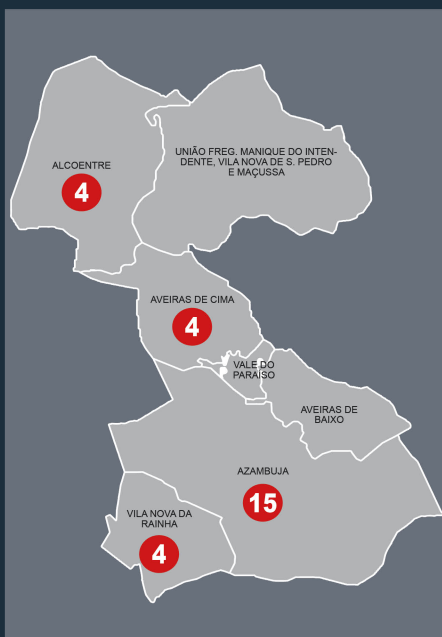 UNIÃO FREG. MANIQUE DO INTEN-
DENTE, VILA NOVA DE S. PEDRO
E MAÇUSSA
ALCOENTRE
4
AVEIRAS DE CIMA
4
VALE DO
PARAÍSO
AVEIRAS DE
BAIXO
AZAMBUJA
15
VILA NOVA DA
RAINHA
4